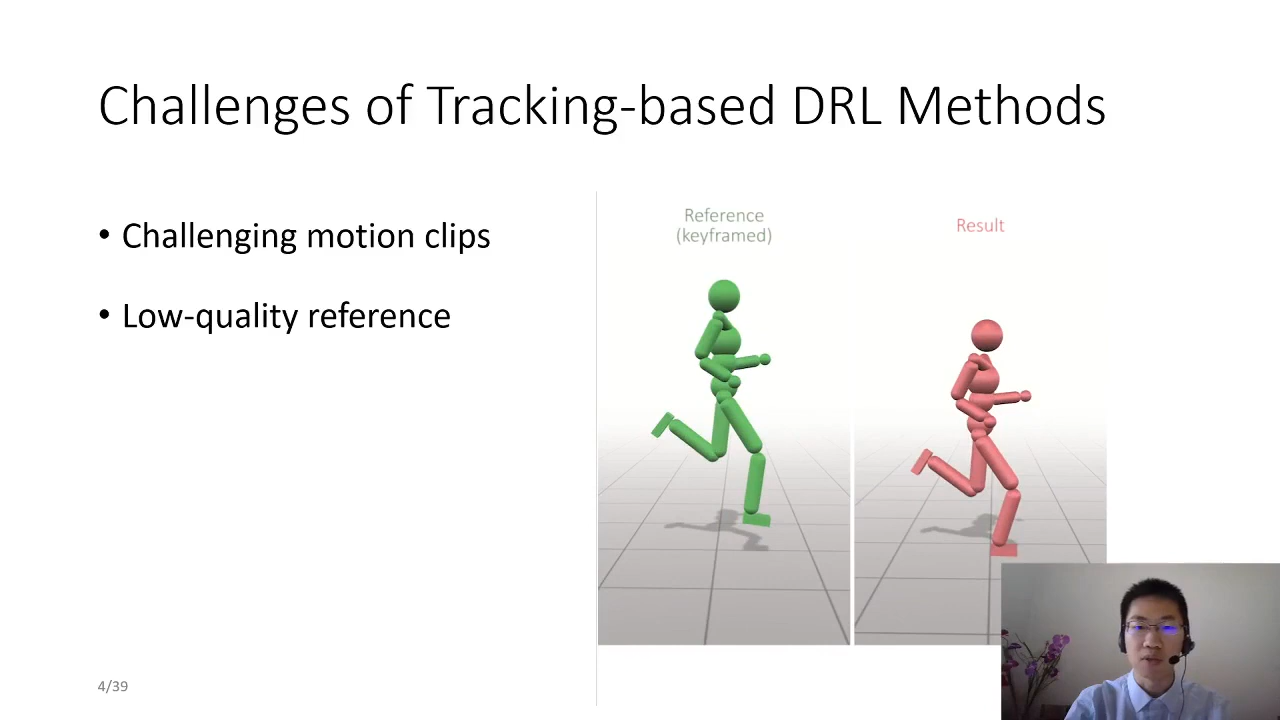 Challenges of Tracking-based DRL Methods
• Challenging motion clips
• Low-quality reference
Reference
(keyframed)
Result
4/39